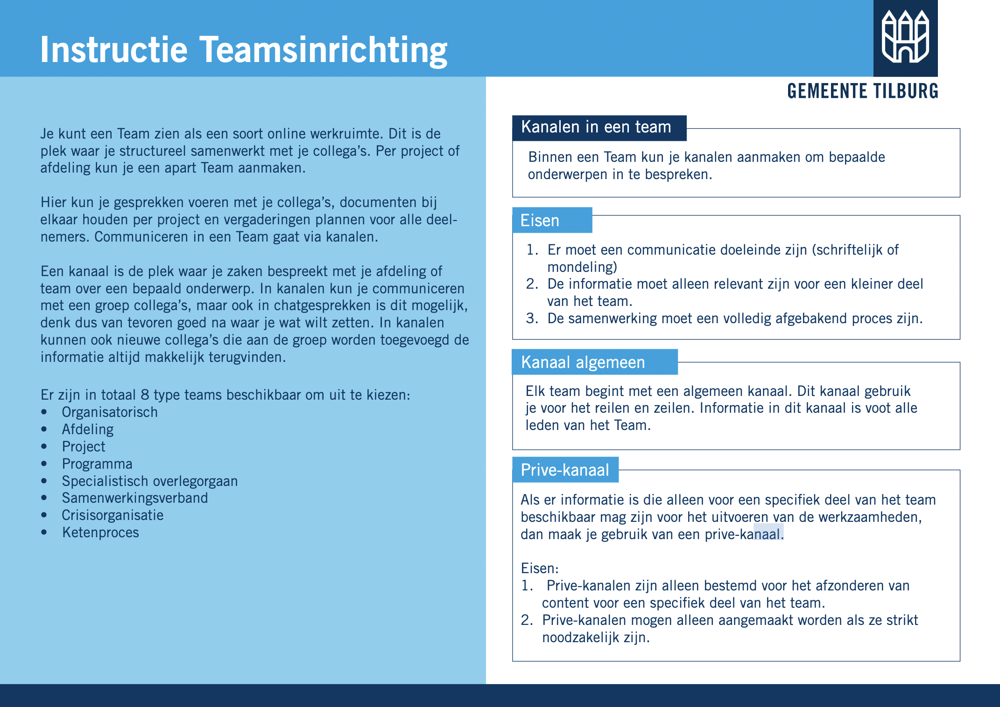 Instructie Teamsinrichting
GEMEENTE TILBURG
Je kunt een Team zien als een soort online werkruimte. Dit is de
plek waar je structureel samenwerkt met je collega’s. Per project of
afdeling kun je een apart Team aanmaken.
Hier kun je gesprekken voeren met je collega’s, documenten bij
elkaar houden per project en vergaderingen plannen voor alle deel-
nemers. Communiceren in een Team gaat via kanalen.
Een kanaal is de plek waar je zaken bespreekt met je afdeling of
team over een bepaald onderwerp. In kanalen kun je communiceren
met een groep collega’s, maar ook in chatgesprekken is dit mogelijk,
denk dus van tevoren goed na waar je wat wilt zetten. In kanalen
kunnen ook nieuwe collega’s die aan de groep worden toegevoegd de
informatie altijd makkelijk terugvinden.
Er zijn in totaal 8 type teams beschikbaar om uit te kiezen:
• Organisatorisch
• Afdeling
• Project
• Programma
• Specialistisch overlegorgaan
• Samenwerkingsverband
• Crisisorganisatie
• Ketenproces
Kanalen in een team
Binnen een Team kun je kanalen aanmaken om bepaalde
onderwerpen in te bespreken.
Eisen
1. Er moet een communicatie doeleinde zijn (schriftelijk of
mondeling)
2. De informatie moet alleen relevant zijn voor een kleiner deel
van het team.
3. De samenwerking moet een volledig afgebakend proces zijn.
Kanaal algemeen
Elk team begint met een algemeen kanaal. Dit kanaal gebruik
je voor het reilen en zeilen. Informatie in dit kanaal is voot alle
leden van het Team.
Prive-kanaal
Als er informatie is die alleen voor een specifiek deel van het team
beschikbaar mag zijn voor het uitvoeren van de werkzaamheden,
dan maak je gebruik van een prive-kanaal.
Eisen:
1. Prive-kanalen zijn alleen bestemd voor het afzonderen van
content voor een specifiek deel van het team.
2. Prive-kanalen mogen alleen aangemaakt worden als ze strikt
noodzakelijk zijn.